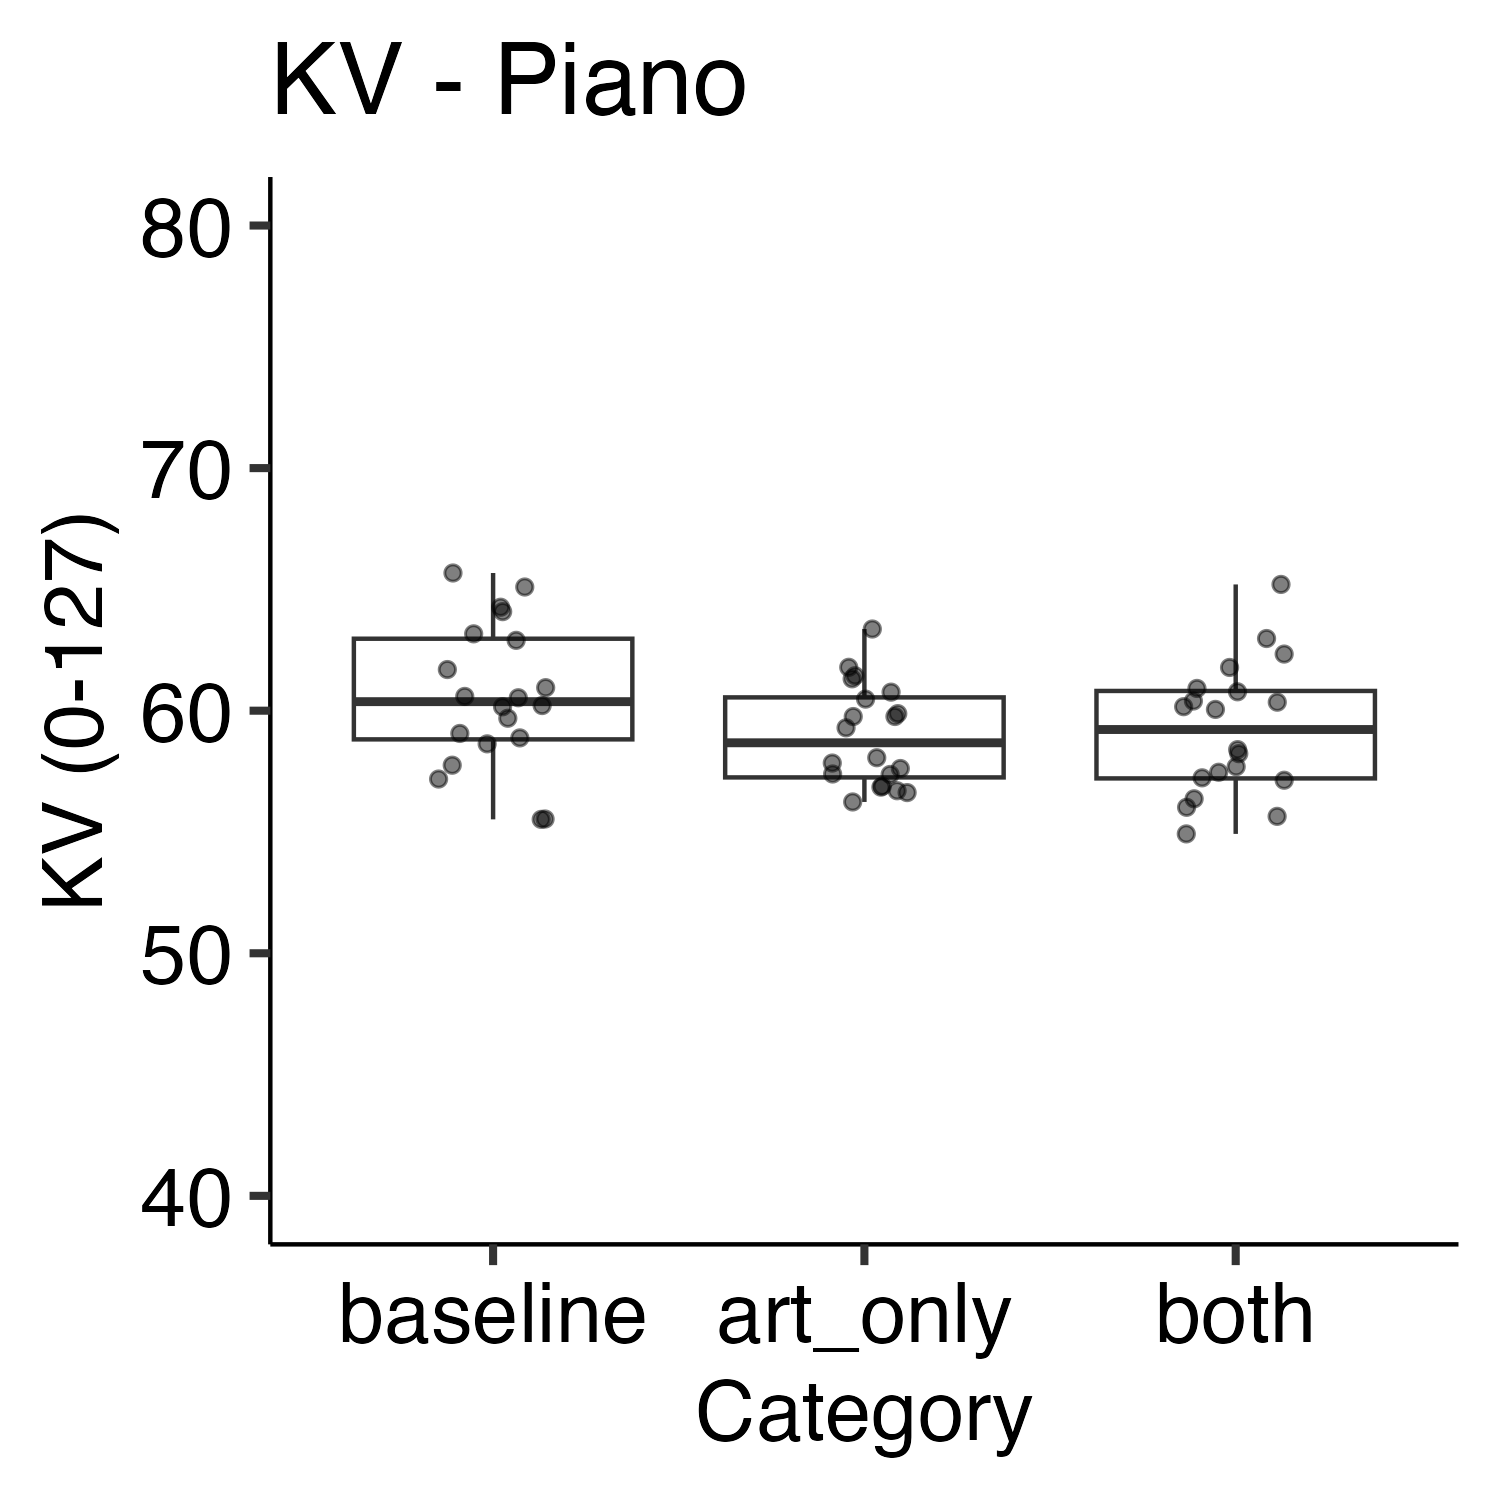 KV - Piano
80
70
60
50
40
KV (0-127)
baseline art_only both
Category